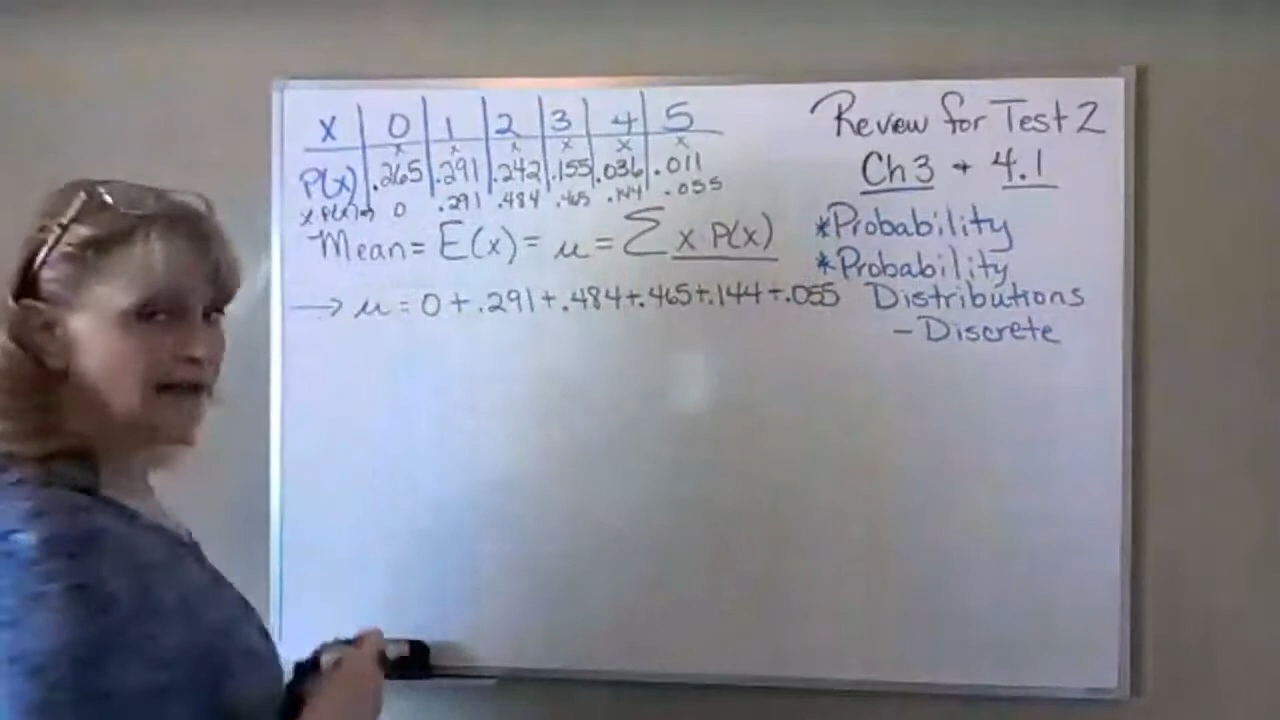 x 0 1 2 3 4 5
x x x x x x
P(x) .265 .291 .242 .155 .036 .011
x P(x)⇒ 0 .291 .484 .465 .144 .055
Mean = E(x) = μ = Σ x P(x)
→ μ = 0 + .291 + .484 + .465 + .144 + .055
Review for Test 2
Ch 3 + 4.1
*Probability
*Probability
Distributions
- Discrete